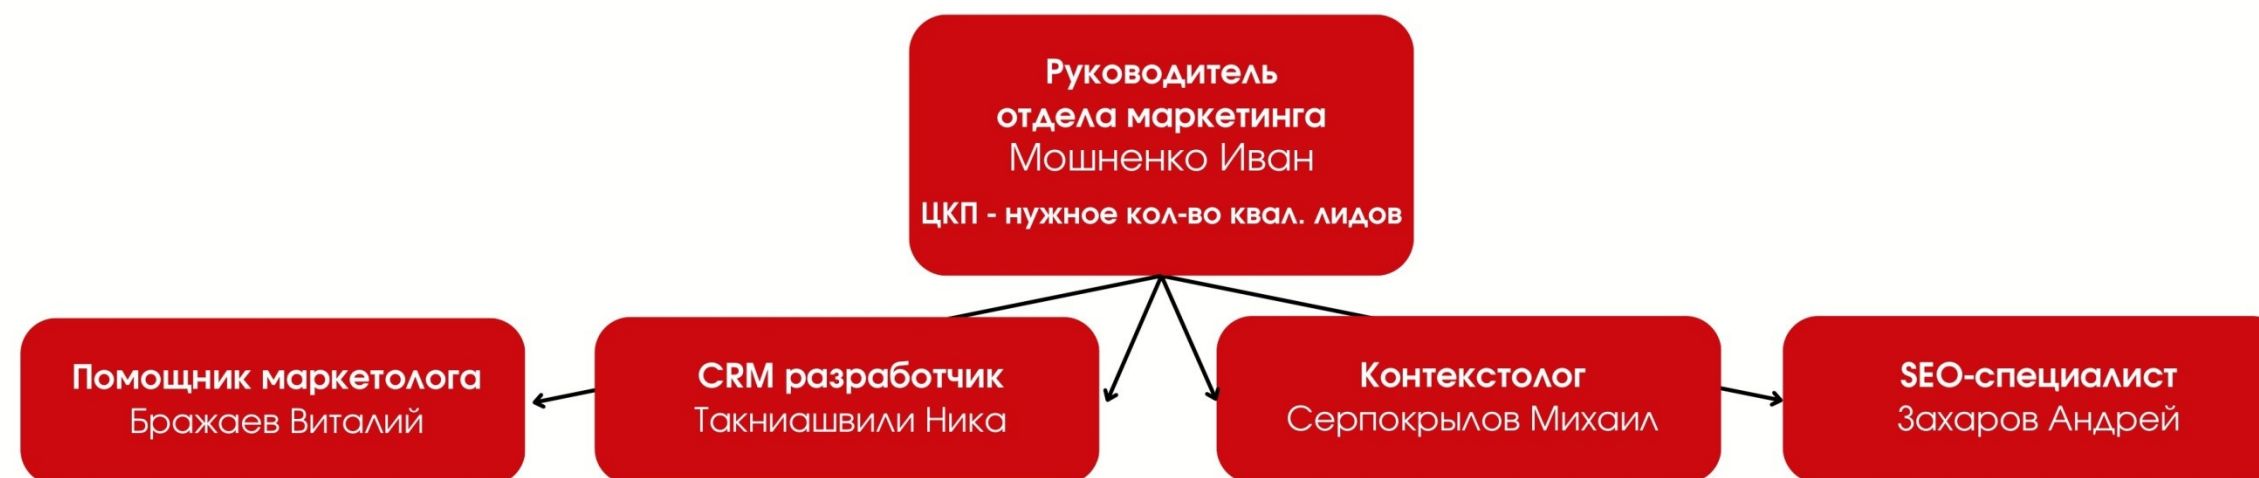 Руководитель
отдела маркетинга
Мошненко Иван
ЦКП - нужное кол-во квал. лидов
Помощник маркетолога
Бражаев Виталий
CRM разработчик
Такниашвили Ника
Контекстолог
Серпокрылов Михаил
SEO-специалист
Захаров Андрей